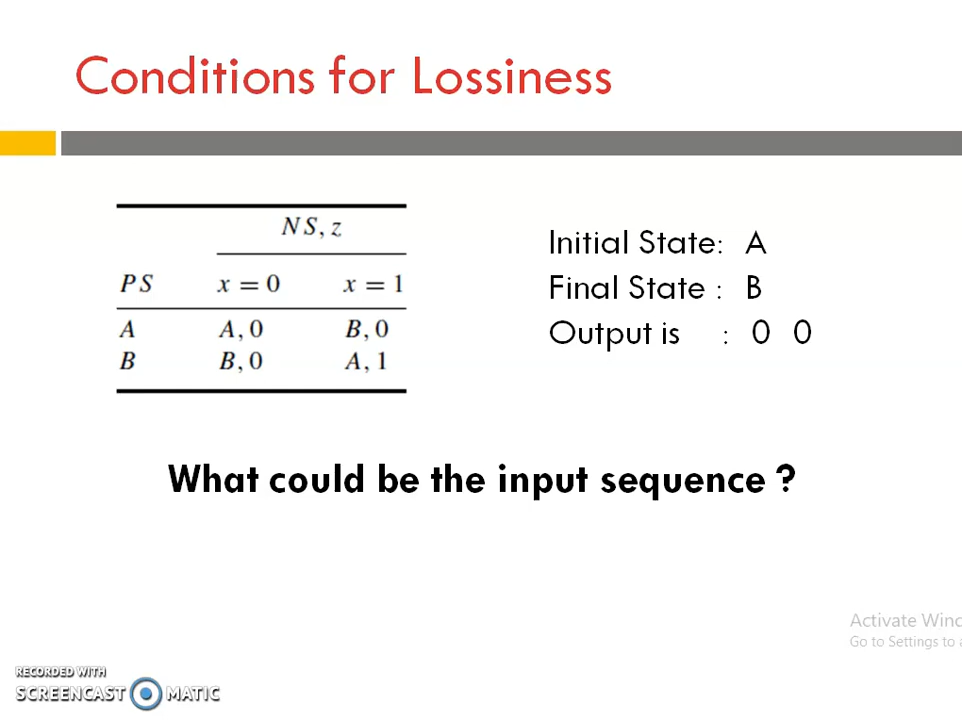 Conditions for Lossiness
NS, z
PS x = 0 x = 1
A A, 0 B, 0
B B, 0 A, 1
Initial State: A
Final State : B
Output is : 0 0
What could be the input sequence ?
Activate Winc
Go to Settings to
RECORDED WITH
SCREENCAST MATIC